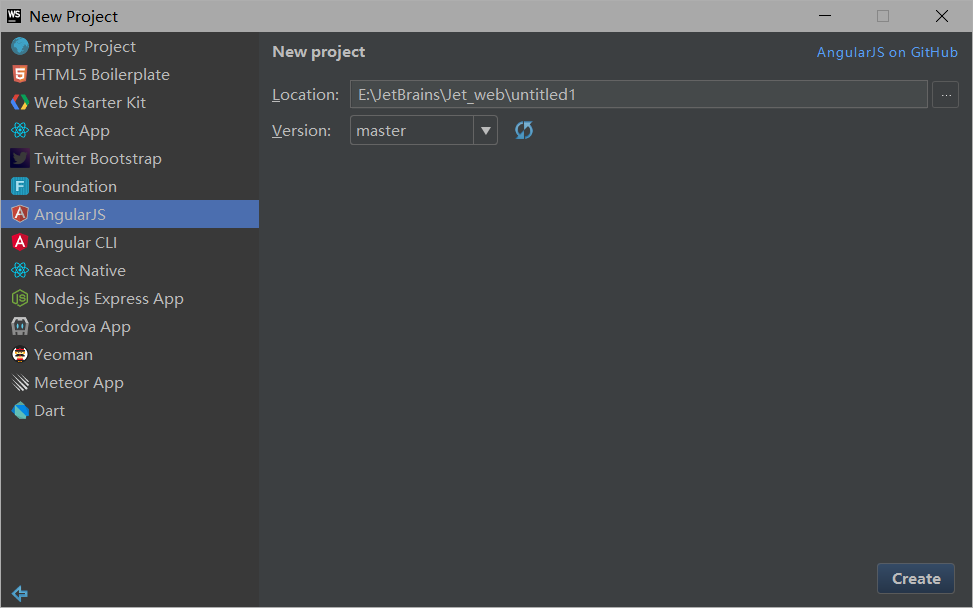 WS New Project
Empty Project
HTML5 Boilerplate
Web Starter Kit
React App
Twitter Bootstrap
Foundation
AngularJS
Angular CLI
React Native
Node.js Express App
Cordova App
Yeoman
Meteor App
Dart
New project
AngularJS on GitHub
Location: E:\JetBrains\Jet_web\untitled1 ...
Version: master
Create